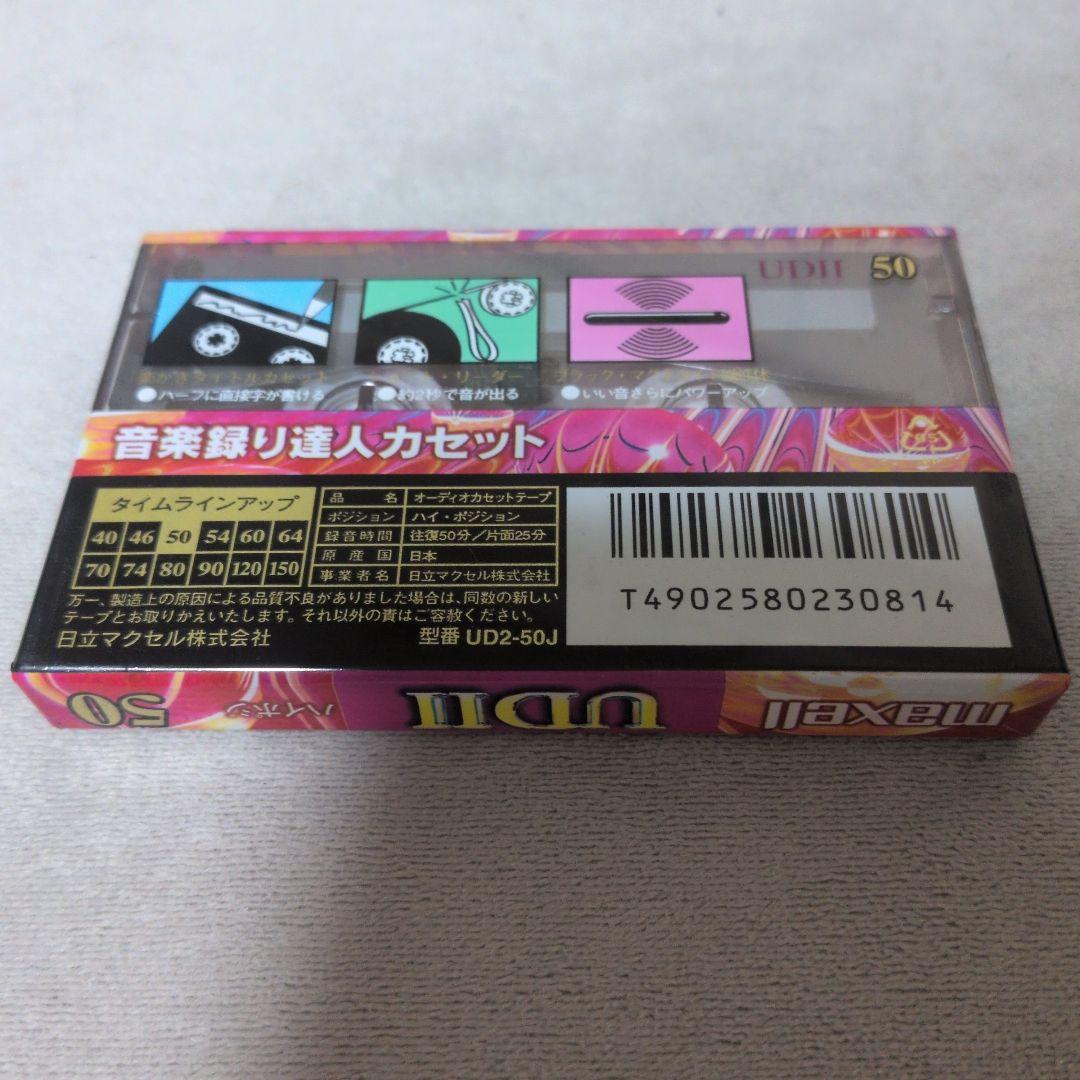 UDII 50
●ハーフに直接字が書ける
●約2秒で音が出る
●いい音さらにパワーアップ
音楽録り達人カセット
タイムラインアップ
40 46 50 54 60 64
70 74 80 90 120 150
品名 オーディオカセットテープ
ポジション ハイ・ポジション
録音時間 往復50分/片面25分
原産国 日本
事業者名 日立マクセル株式会社
万一、製造上の原因による品質不良がありました場合は、同数の新しい
テープとお取りかえいたします。それ以外の責はご容赦ください。
日立マクセル株式会社
型番 UD2-50J
T4902580230814
maxell
UDII
ハイポジ
50